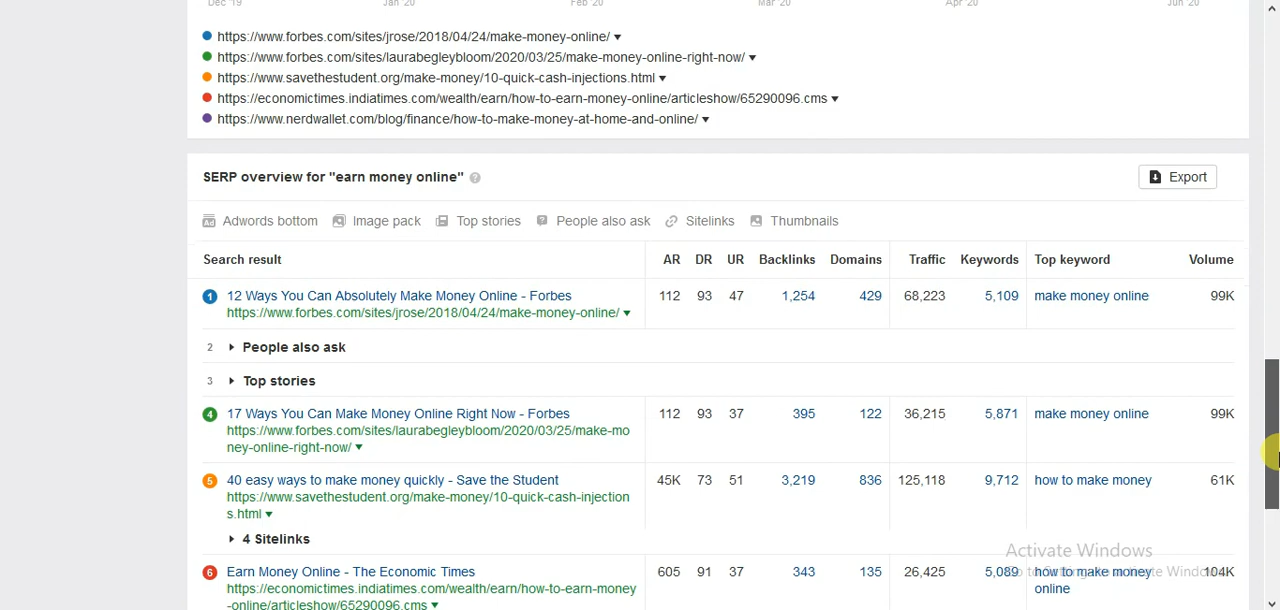 Dec '19 Jan '20 Feb '20 Mar '20 Apr '20 Jun '20
https://www.forbes.com/sites/jrose/2018/04/24/make-money-online/ ▼
https://www.forbes.com/sites/laurabegleybloom/2020/03/25/make-money-online-right-now/ ▼
https://www.savethestudent.org/make-money/10-quick-cash-injections.html ▼
https://economictimes.indiatimes.com/wealth/earn/how-to-earn-money-online/articleshow/65290096.cms ▼
https://www.nerdwallet.com/blog/finance/how-to-make-money-at-home-and-online/ ▼
SERP overview for "earn money online" ? Export
Adwords bottom Image pack Top stories People also ask Sitelinks Thumbnails
Search result AR DR UR Backlinks Domains Traffic Keywords Top keyword Volume
1 12 Ways You Can Absolutely Make Money Online - Forbes 112 93 47 1,254 429 68,223 5,109 make money online 99K
https://www.forbes.com/sites/jrose/2018/04/24/make-money-online/ ▼
2 People also ask
3 Top stories
4 17 Ways You Can Make Money Online Right Now - Forbes 112 93 37 395 122 36,215 5,871 make money online 99K
https://www.forbes.com/sites/laurabegleybloom/2020/03/25/make-mo
ney-online-right-now/ ▼
5 40 easy ways to make money quickly - Save the Student 45K 73 51 3,219 836 125,118 9,712 how to make money 61K
https://www.savethestudent.org/make-money/10-quick-cash-injection
s.html ▼
4 Sitelinks
Activate Windows
6 Earn Money Online - The Economic Times 605 91 37 343 135 26,425 5,089 how to make money 104K
Go to Settings to activate Windows.
https://economictimes.indiatimes.com/wealth/earn/how-to-earn-money online
-online/articleshow/65290096.cms ▼